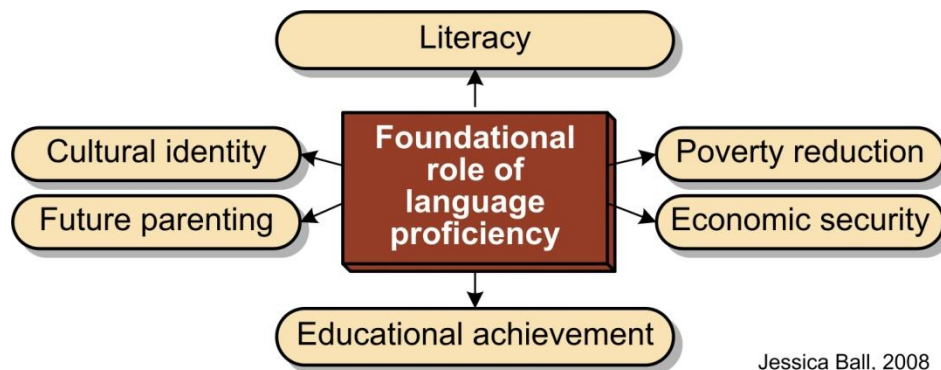 Literacy
Cultural identity
Future parenting
Foundational
role of
language
proficiency
Poverty reduction
Economic security
Educational achievement
Jessica Ball, 2008